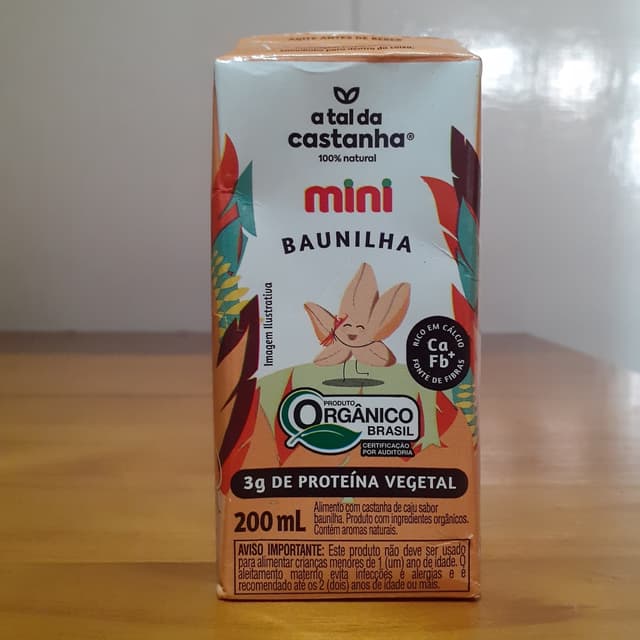 AGITE ANTES DE BEBER
a tal da
castanha®
100% natural
mini
BAUNILHA
Imagem Ilustrativa
RICO EM CÁLCIO
Ca +
Fb
FONTE DE FIBRAS
PRODUTO
ORGÂNICO
BRASIL
CERTIFICAÇÃO
POR AUDITORIA
3g DE PROTEÍNA VEGETAL
200 mL
Alimento com castanha de caju sabor
baunilha. Produto com ingredientes orgânicos.
Contém aromas naturais.
AVISO IMPORTANTE: Este produto não deve ser usado
para alimentar crianças menores de 1 (um) ano de idade. O
aleitamento materno evita infecções e alergias e é
recomendado até os 2 (dois) anos de idade ou mais.